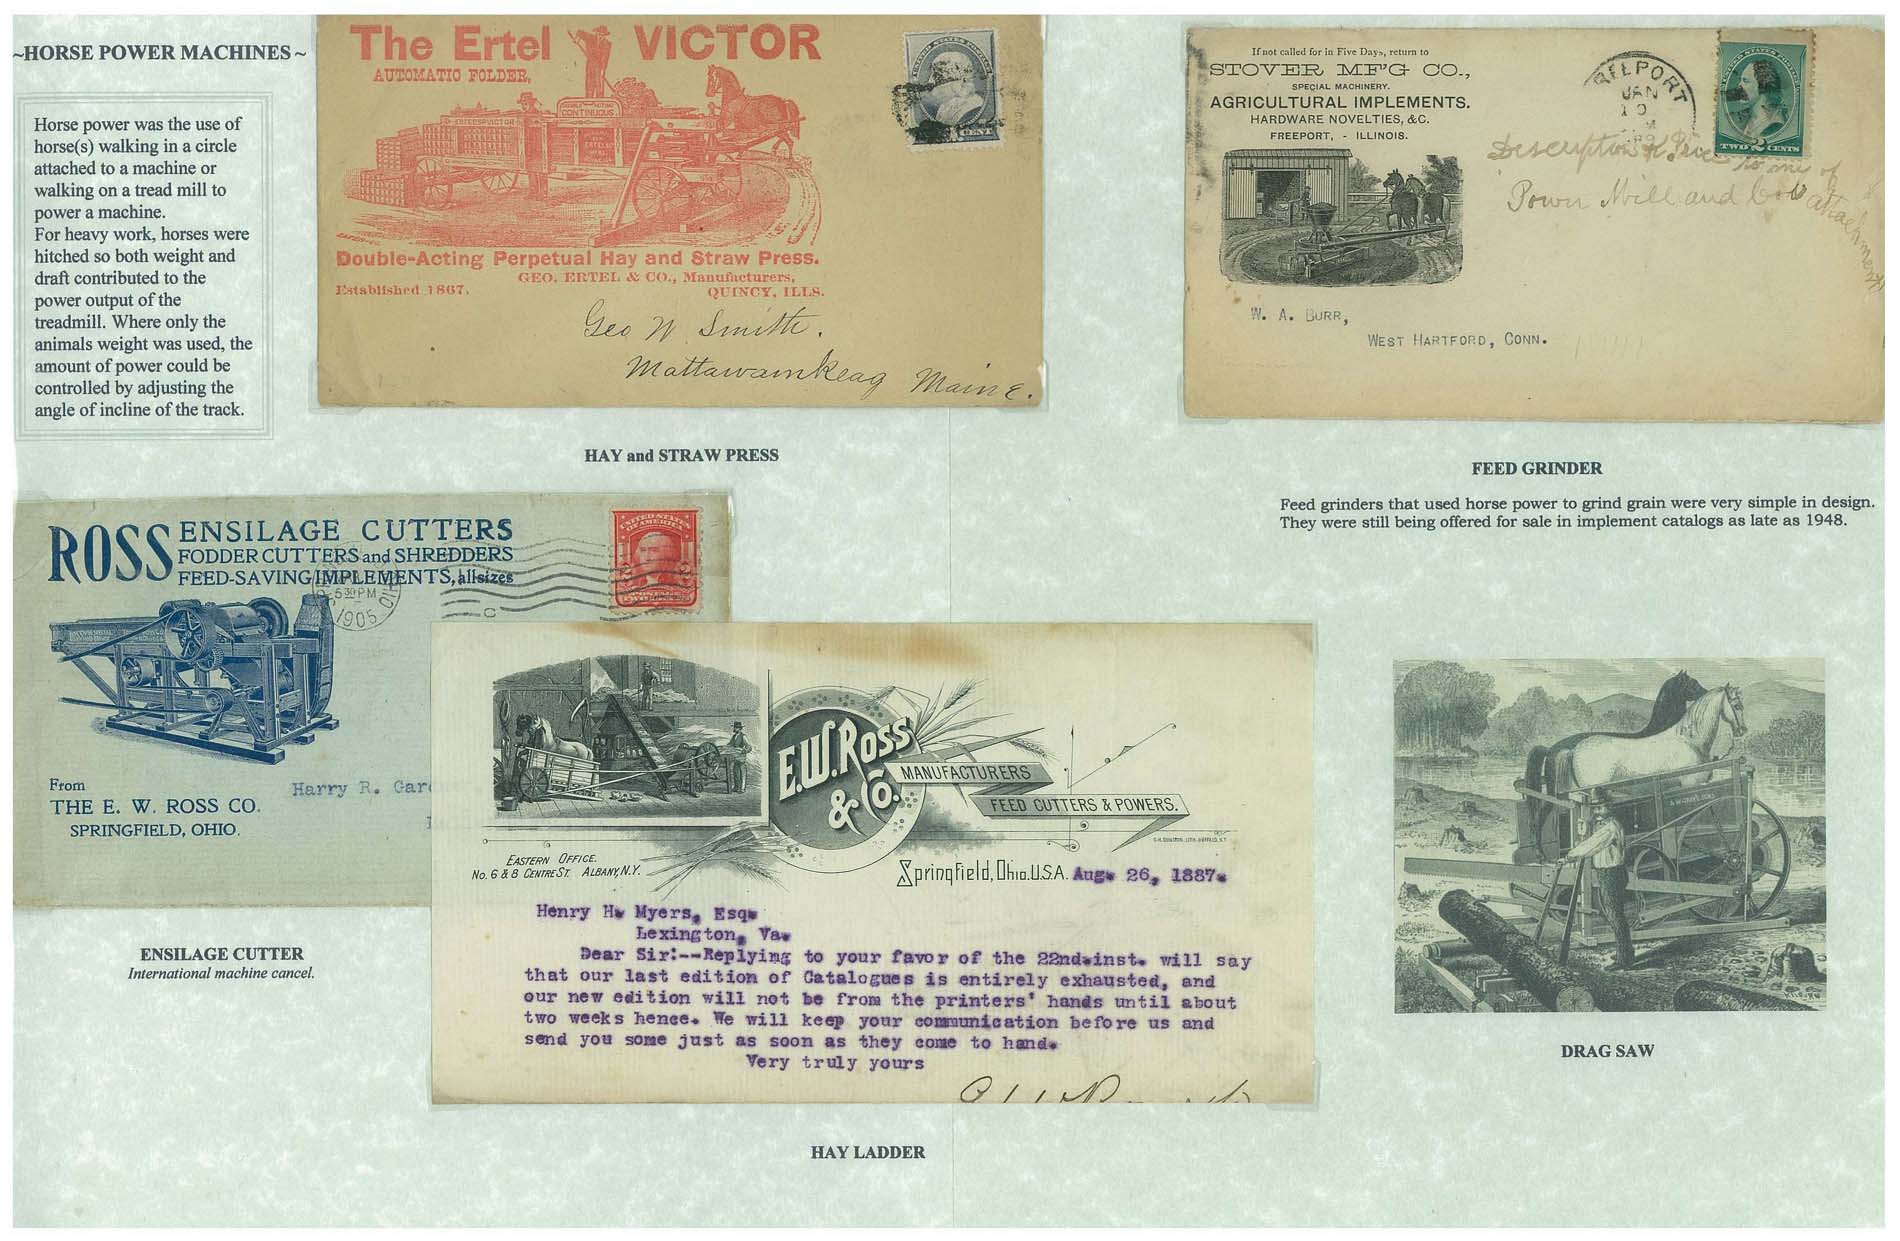 ~HORSE POWER MACHINES~
Horse power was the use of
horse(s) walking in a circle
attached to a machine or
walking on a tread mill to
power a machine.
For heavy work, horses were
hitched so both weight and
draft contributed to the
power output of the
treadmill. Where only the
animals weight was used, the
amount of power could be
controlled by adjusting the
angle of incline of the track.
The Ertel VICTOR
AUTOMATIC FOLDER,
CONTINUOUS
Double-Acting Perpetual Hay and Straw Press.
GEO. ERTEL & CO., Manufacturers,
Established 1867. QUINCY, ILLS.
Geo W Smith.
Mattawamkeag Maine.
HAY and STRAW PRESS
If not called for in Five Days, return to
STOVER M'F'G CO.,
SPECIAL MACHINERY.
AGRICULTURAL IMPLEMENTS.
HARDWARE NOVELTIES, &C.
FREEPORT, - ILLINOIS.
JAN
TWO 2 CENTS
Description & Price
Power Mill and Cob attachment
W. A. BURR,
WEST HARTFORD, CONN.
FEED GRINDER
Feed grinders that used horse power to grind grain were very simple in design.
They were still being offered for sale in implement catalogs as late as 1948.
ROSS ENSILAGE CUTTERS
FODDER CUTTERS and SHREDDERS
FEED-SAVING IMPLEMENTS, all sizes
UNITED STATES
OF AMERICA
5 30 PM
1905
OHIO
C
From
THE E. W. ROSS CO.
SPRINGFIELD, OHIO.
Harry R. Gar
ENSILAGE CUTTER
International machine cancel.
E.W. Ross
& Co.
MANUFACTURERS
FEED CUTTERS & POWERS.
EASTERN OFFICE.
No. 6 & 8 CENTRE ST. ALBANY, N.Y.
Springfield, Ohio. U.S.A. Aug. 26, 1887.
Henry H. Myers, Esq.
Lexington, Va.
Dear Sir:--Replying to your favor of the 22nd.inst. will say
that our last edition of Catalogues is entirely exhausted, and
our new edition will not be from the printers' hands until about
two weeks hence. We will keep your communication before us and
send you some just as soon as they come to hand.
Very truly yours
HAY LADDER
DRAG SAW